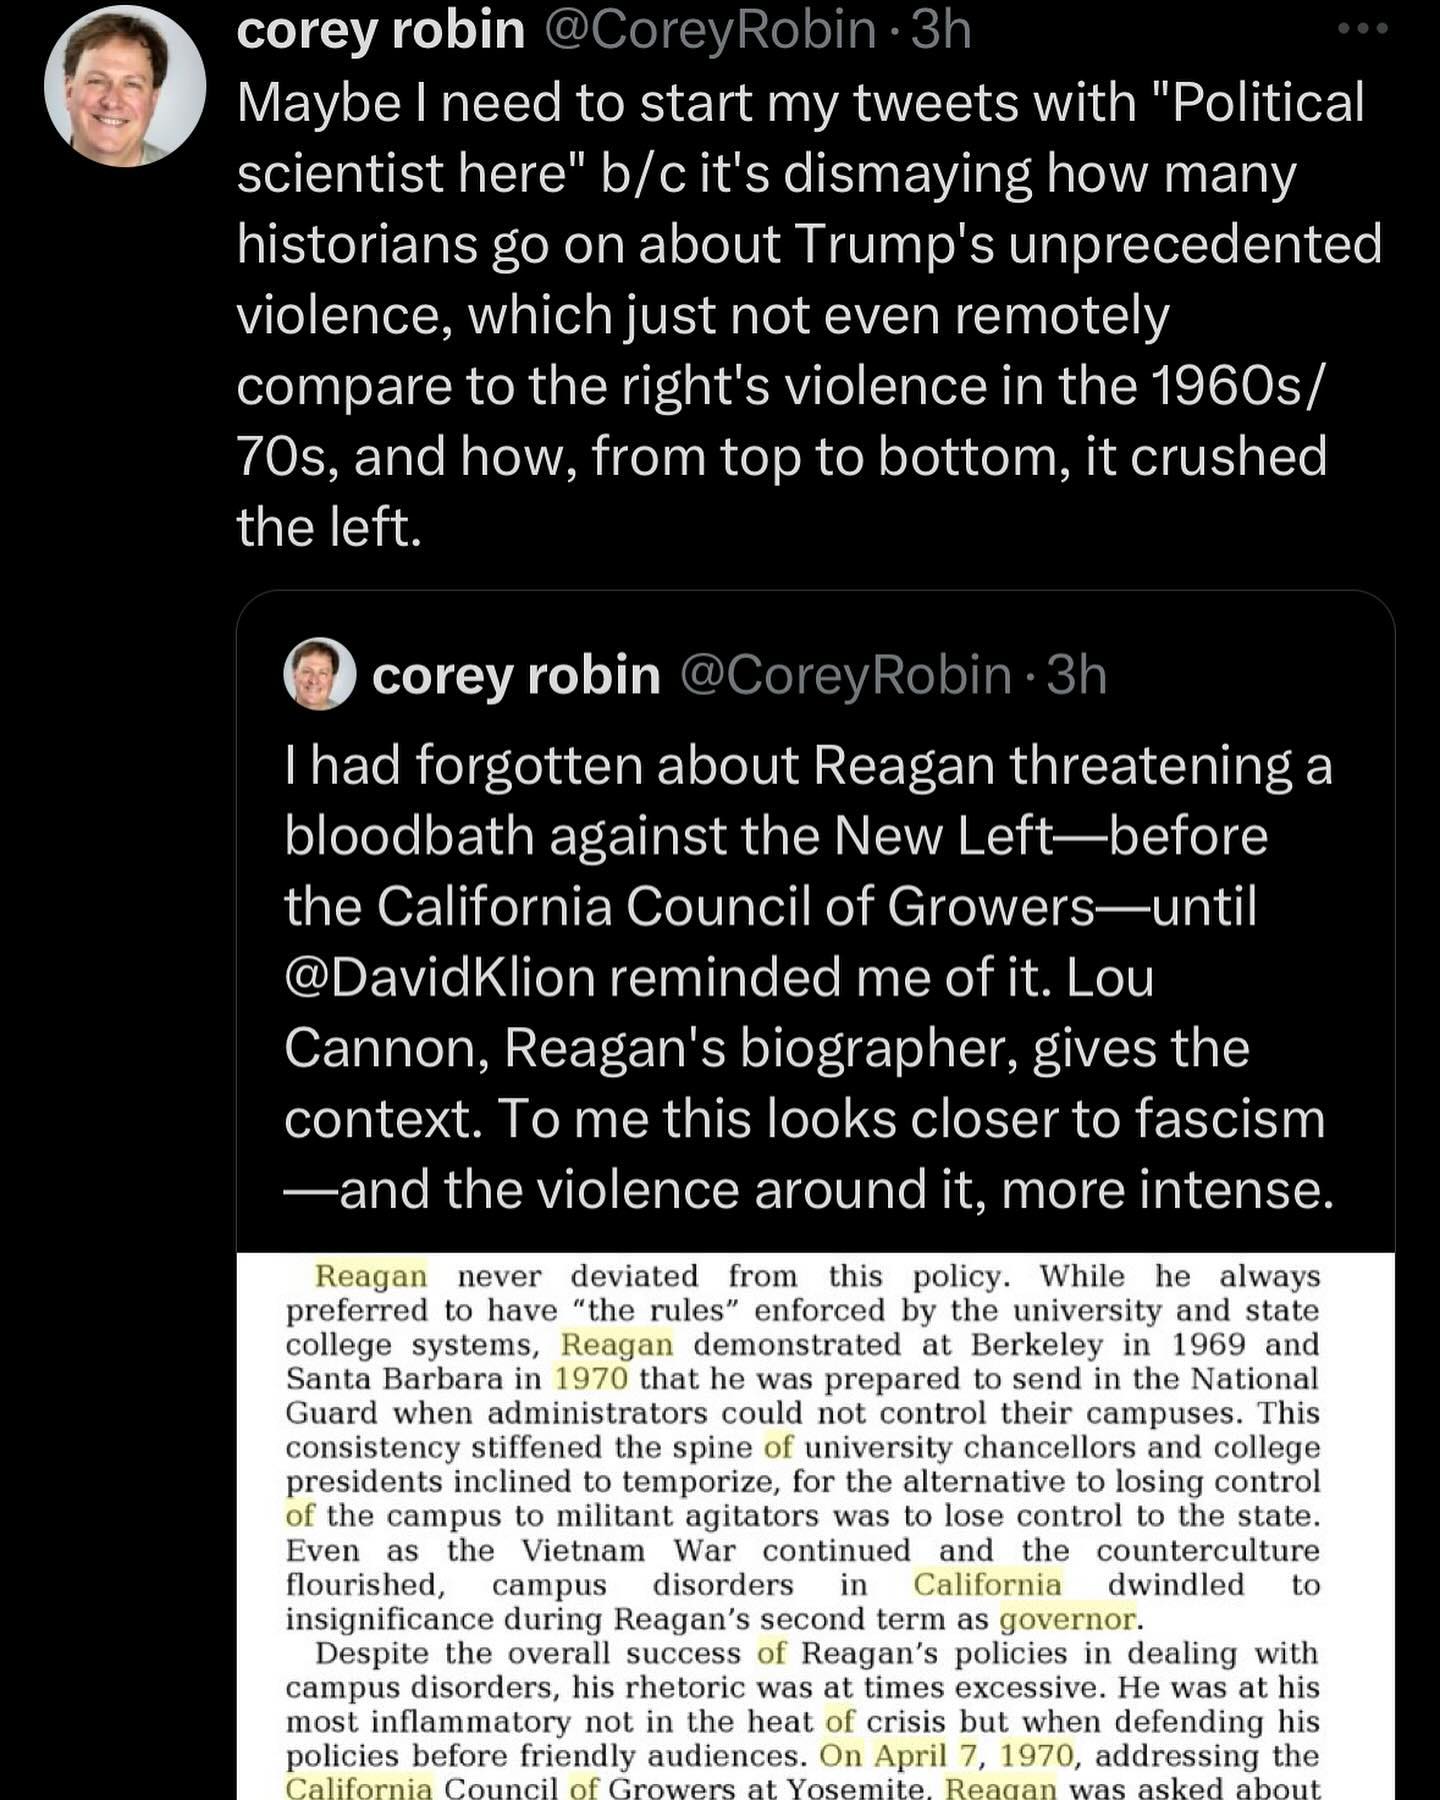 corey robin @CoreyRobin · 3h
Maybe I need to start my tweets with "Political
scientist here" b/c it's dismaying how many
historians go on about Trump's unprecedented
violence, which just not even remotely
compare to the right's violence in the 1960s/
70s, and how, from top to bottom, it crushed
the left.
corey robin @CoreyRobin · 3h
I had forgotten about Reagan threatening a
bloodbath against the New Left—before
the California Council of Growers—until
@DavidKlion reminded me of it. Lou
Cannon, Reagan's biographer, gives the
context. To me this looks closer to fascism
—and the violence around it, more intense.
Reagan never deviated from this policy. While he always
preferred to have “the rules” enforced by the university and state
college systems, Reagan demonstrated at Berkeley in 1969 and
Santa Barbara in 1970 that he was prepared to send in the National
Guard when administrators could not control their campuses. This
consistency stiffened the spine of university chancellors and college
presidents inclined to temporize, for the alternative to losing control
of the campus to militant agitators was to lose control to the state.
Even as the Vietnam War continued and the counterculture
flourished, campus disorders in California dwindled to
insignificance during Reagan’s second term as governor.
Despite the overall success of Reagan’s policies in dealing with
campus disorders, his rhetoric was at times excessive. He was at his
most inflammatory not in the heat of crisis but when defending his
policies before friendly audiences. On April 7, 1970, addressing the
California Council of Growers at Yosemite, Reagan was asked about